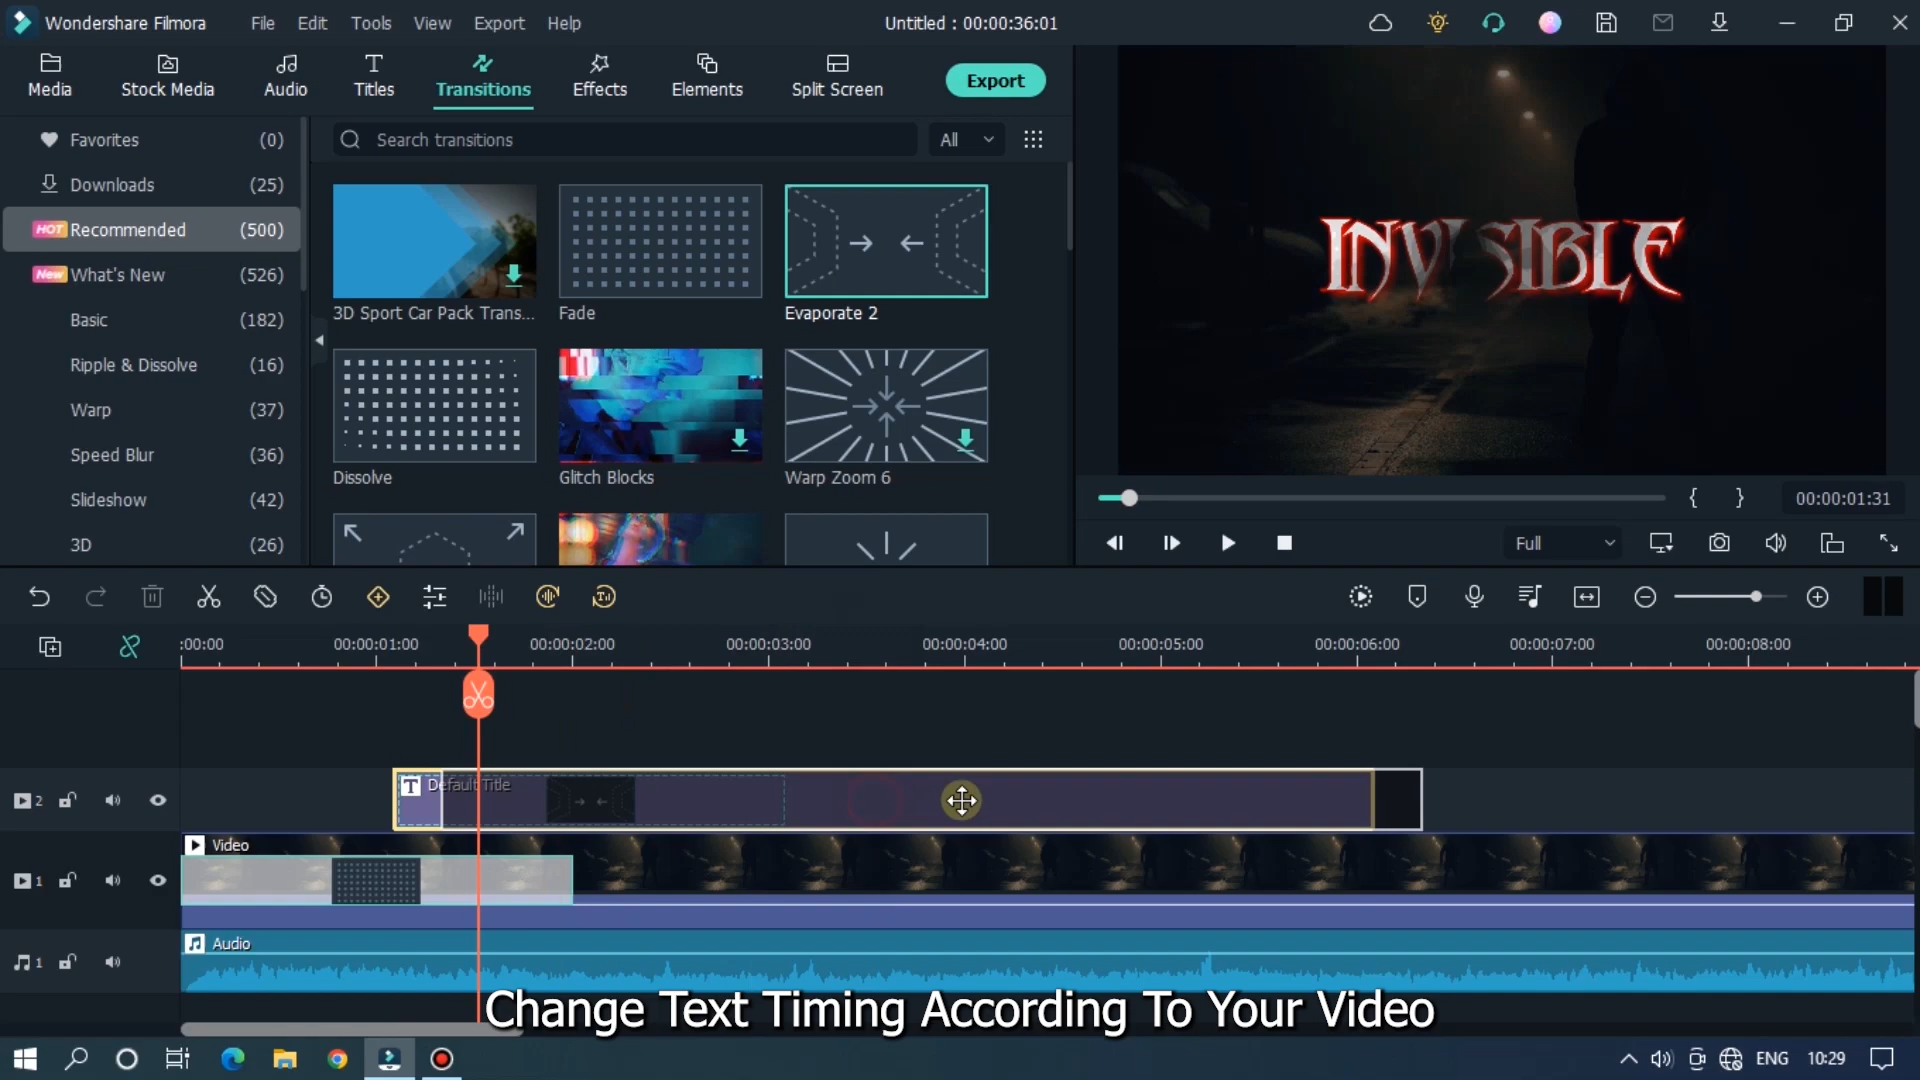 Wondershare Filmora
File Edit Tools View Export Help
Untitled : 00:00:36:01
Media
Stock Media
Audio
Titles
Transitions
Effects
Elements
Split Screen
Export
Favorites (0)
Downloads (25)
HOT Recommended (500)
New What's New (526)
Basic (182)
Ripple & Dissolve (16)
Warp (37)
Speed Blur (36)
Slideshow (42)
3D (26)
Search transitions
All
3D Sport Car Pack Trans...
Fade
Evaporate 2
Dissolve
Glitch Blocks
Warp Zoom 6
INVISIBLE
{ }
00:00:01:31
Full
:00:00
00:00:01:00
00:00:02:00
00:00:03:00
00:00:04:00
00:00:05:00
00:00:06:00
00:00:07:00
00:00:08:00
2
T Default Title
Video
1
Audio
1
Change Text Timing According To Your Video
ENG
10:29